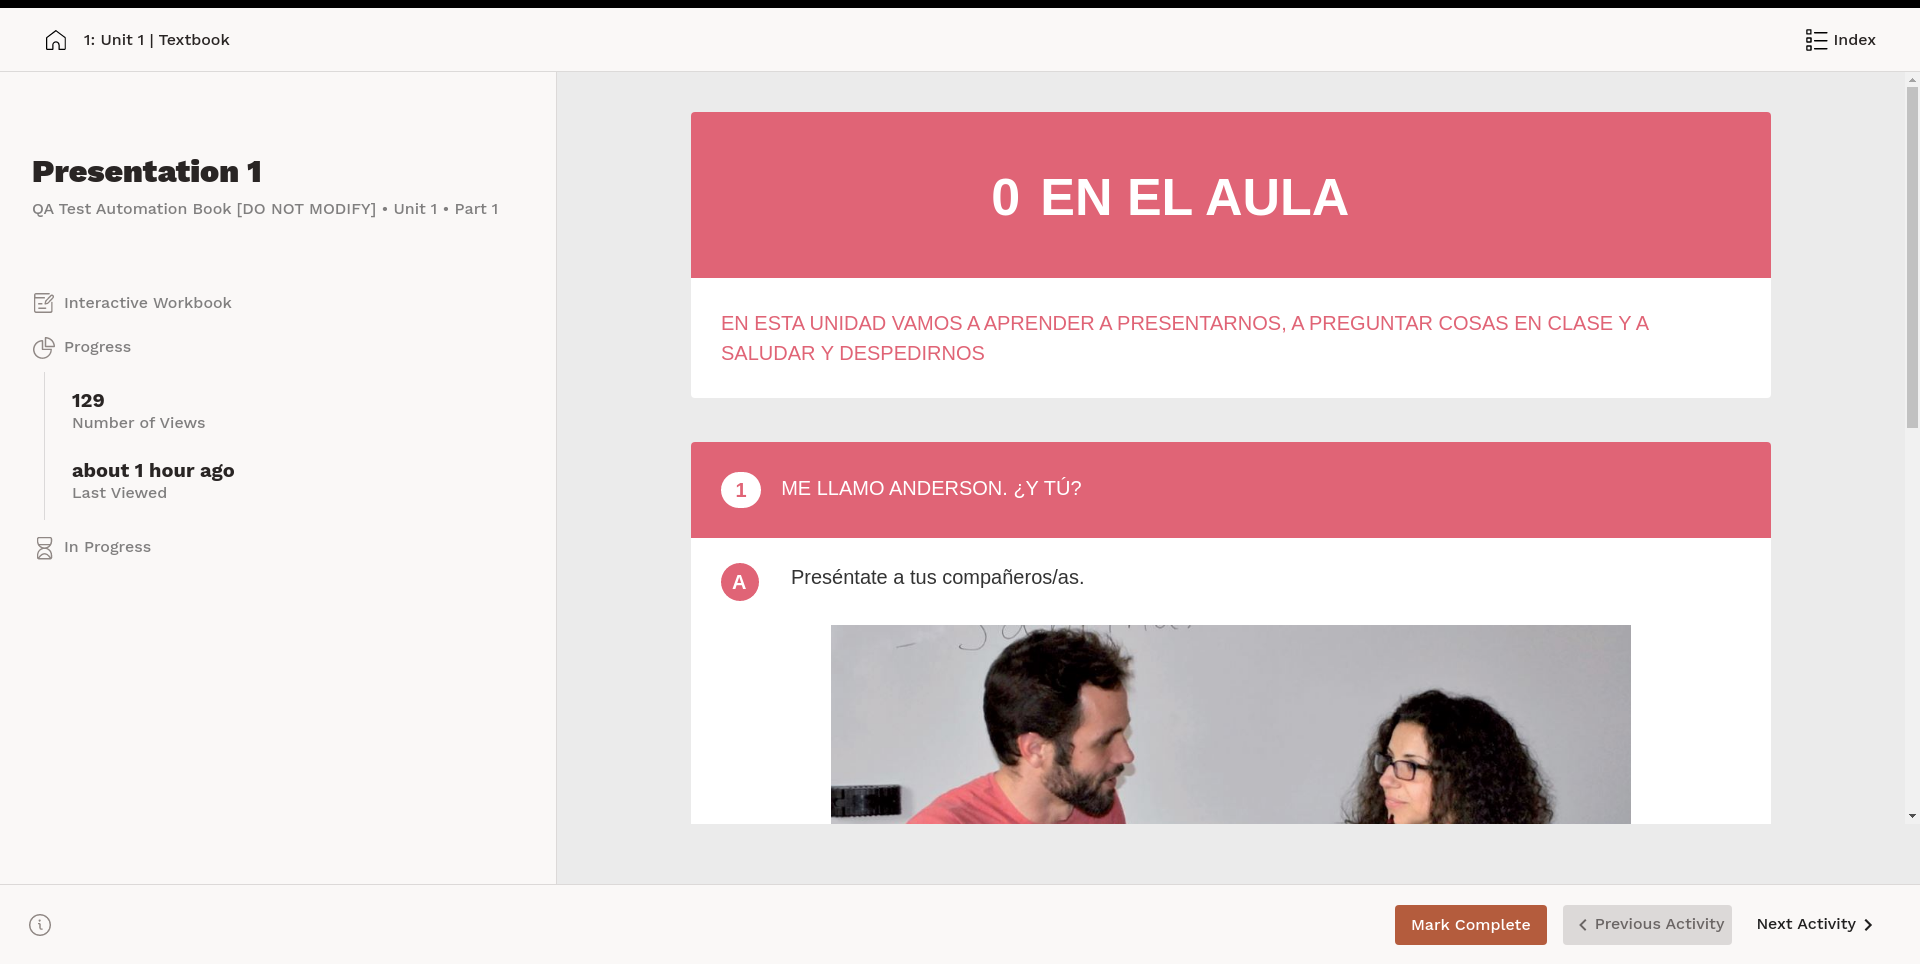 1: Unit 1 | Textbook
Index
Presentation 1
QA Test Automation Book [DO NOT MODIFY] • Unit 1 • Part 1
Interactive Workbook
Progress
129
Number of Views
about 1 hour ago
Last Viewed
In Progress
0 EN EL AULA
EN ESTA UNIDAD VAMOS A APRENDER A PRESENTARNOS, A PREGUNTAR COSAS EN CLASE Y A
SALUDAR Y DESPEDIRNOS
1 ME LLAMO ANDERSON. ¿Y TÚ?
A Preséntate a tus compañeros/as.
Mark Complete
Previous Activity
Next Activity